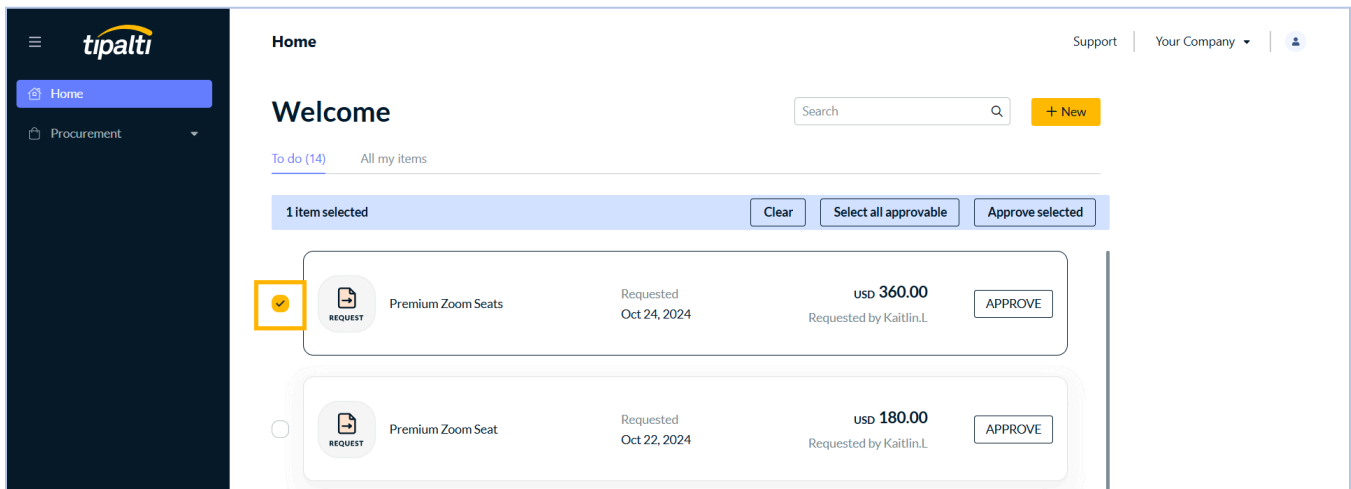 tipalti
Home
Support
Your Company
Home
Procurement
Welcome
Search
+ New
To do (14)
All my items
1 item selected
Clear
Select all approvable
Approve selected
REQUEST
Premium Zoom Seats
Requested
Oct 24, 2024
USD 360.00
Requested by Kaitlin.L
APPROVE
REQUEST
Premium Zoom Seat
Requested
Oct 22, 2024
USD 180.00
Requested by Kaitlin.L
APPROVE